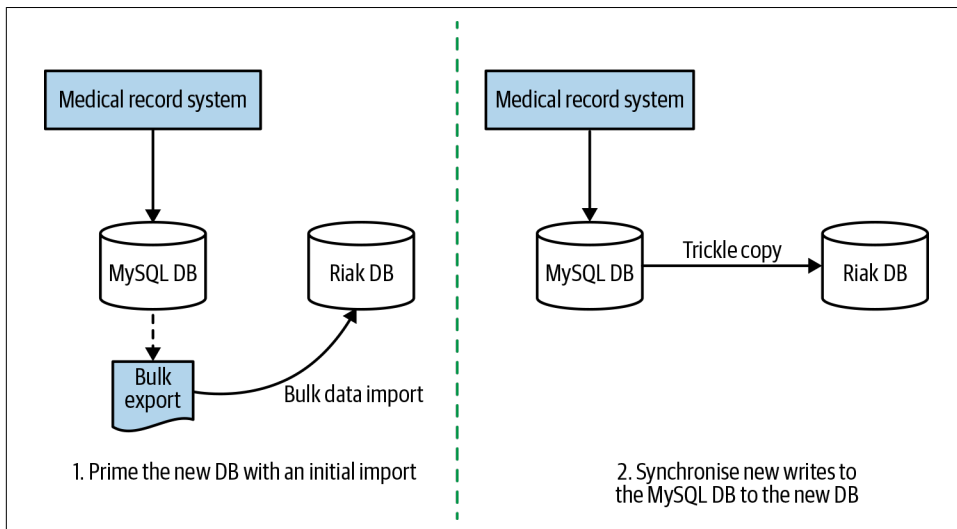 Medical record system
MySQL DB
Riak DB
Bulk
export
Bulk data import
1. Prime the new DB with an initial import
Medical record system
MySQL DB
Trickle copy
Riak DB
2. Synchronise new writes to
the MySQL DB to the new DB